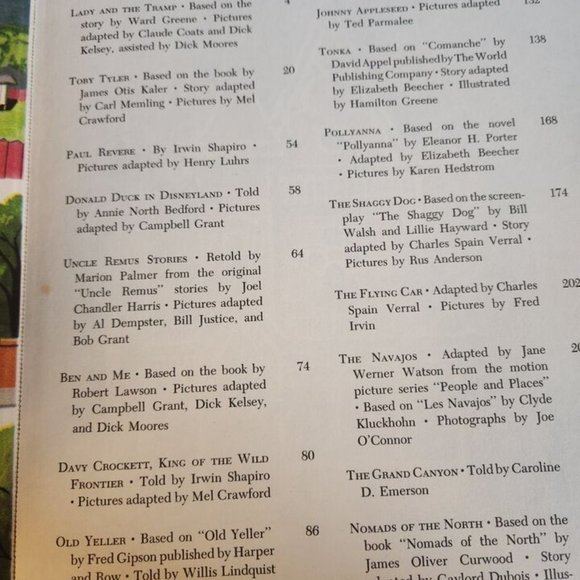 LADY AND THE TRAMP • Based on the 4
story by Ward Greene • Pictures
adapted by Claude Coats and Dick
Kelsey, assisted by Dick Moores
TOBY TYLER • Based on the book by 20
James Otis Kaler • Story adapted
by Carl Memling • Pictures by Mel
Crawford
PAUL REVERE • By Irwin Shapiro • 54
Pictures adapted by Henry Luhrs
DONALD DUCK IN DISNEYLAND • Told 58
by Annie North Bedford • Pictures
adapted by Campbell Grant
UNCLE REMUS STORIES • Retold by 64
Marion Palmer from the original
"Uncle Remus" stories by Joel
Chandler Harris • Pictures adapted
by Al Dempster, Bill Justice, and
Bob Grant
BEN AND ME • Based on the book by 74
Robert Lawson • Pictures adapted
by Campbell Grant, Dick Kelsey,
and Dick Moores
DAVY CROCKETT, KING OF THE WILD 80
FRONTIER • Told by Irwin Shapiro
• Pictures adapted by Mel Crawford
OLD YELLER • Based on "Old Yeller" 86
by Fred Gipson published by Harper
and Row • Told by Willis Lindquist
JOHNNY APPLESEED • Pictures adapted 132
by Ted Parmalee
TONKA • Based on "Comanche" by 138
David Appel published by The World
Publishing Company • Story adapted
by Elizabeth Beecher • Illustrated
by Hamilton Greene
POLLYANNA • Based on the novel 168
"Pollyanna" by Eleanor H. Porter
• Adapted by Elizabeth Beecher
• Pictures by Karen Hedstrom
THE SHAGGY DOG • Based on the screen- 174
play "The Shaggy Dog" by Bill
Walsh and Lillie Hayward • Story
adapted by Charles Spain Verral •
Pictures by Rus Anderson
THE FLYING CAR • Adapted by Charles 202
Spain Verral • Pictures by Fred
Irvin
THE NAVAJOS • Adapted by Jane
Werner Watson from the motion
picture series "People and Places"
• Based on "Les Navajos" by Clyde
Kluckhohn • Photographs by Joe
O'Connor
THE GRAND CANYON • Told by Caroline
D. Emerson
NOMADS OF THE NORTH • Based on the
book "Nomads of the North" by
James Oliver Curwood • Story
adapted by Gaylord Dubois • Illus-